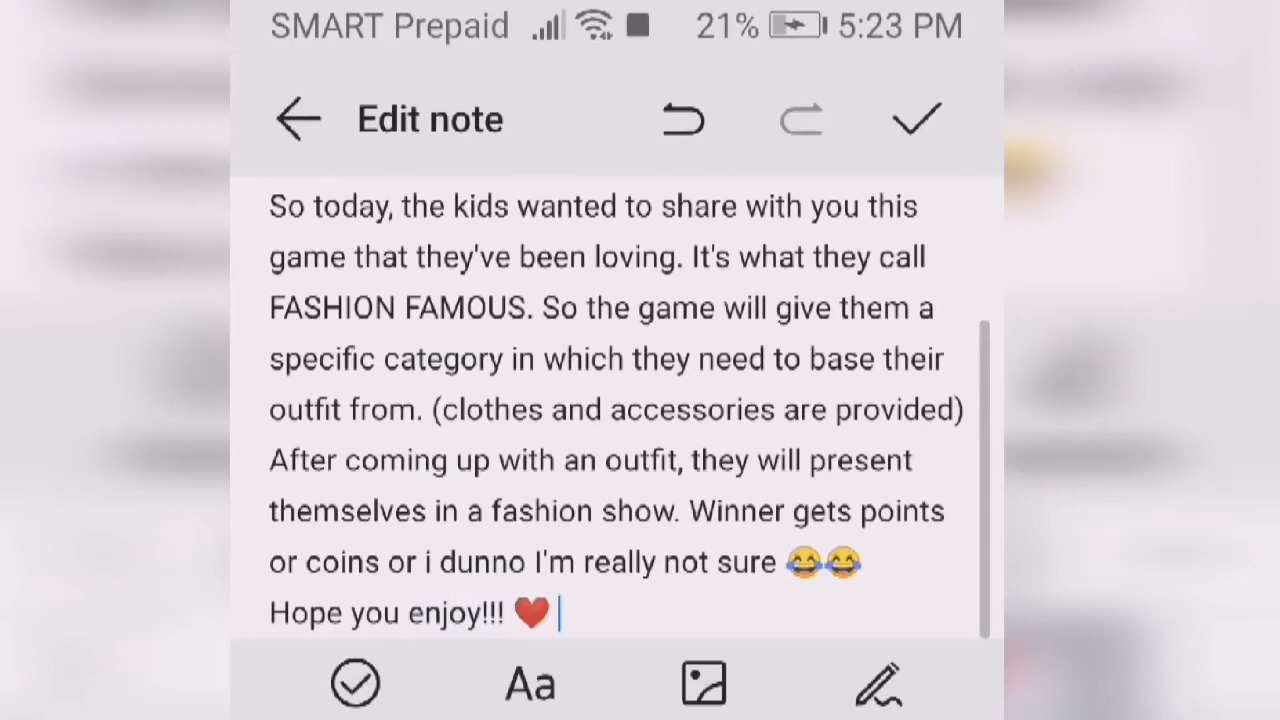 SMART Prepaid 21% 5:23 PM
Edit note
So today, the kids wanted to share with you this
game that they've been loving. It's what they call
FASHION FAMOUS. So the game will give them a
specific category in which they need to base their
outfit from. (clothes and accessories are provided)
After coming up with an outfit, they will present
themselves in a fashion show. Winner gets points
or coins or i dunno I'm really not sure 😂😂
Hope you enjoy!!! ❤️
Aa